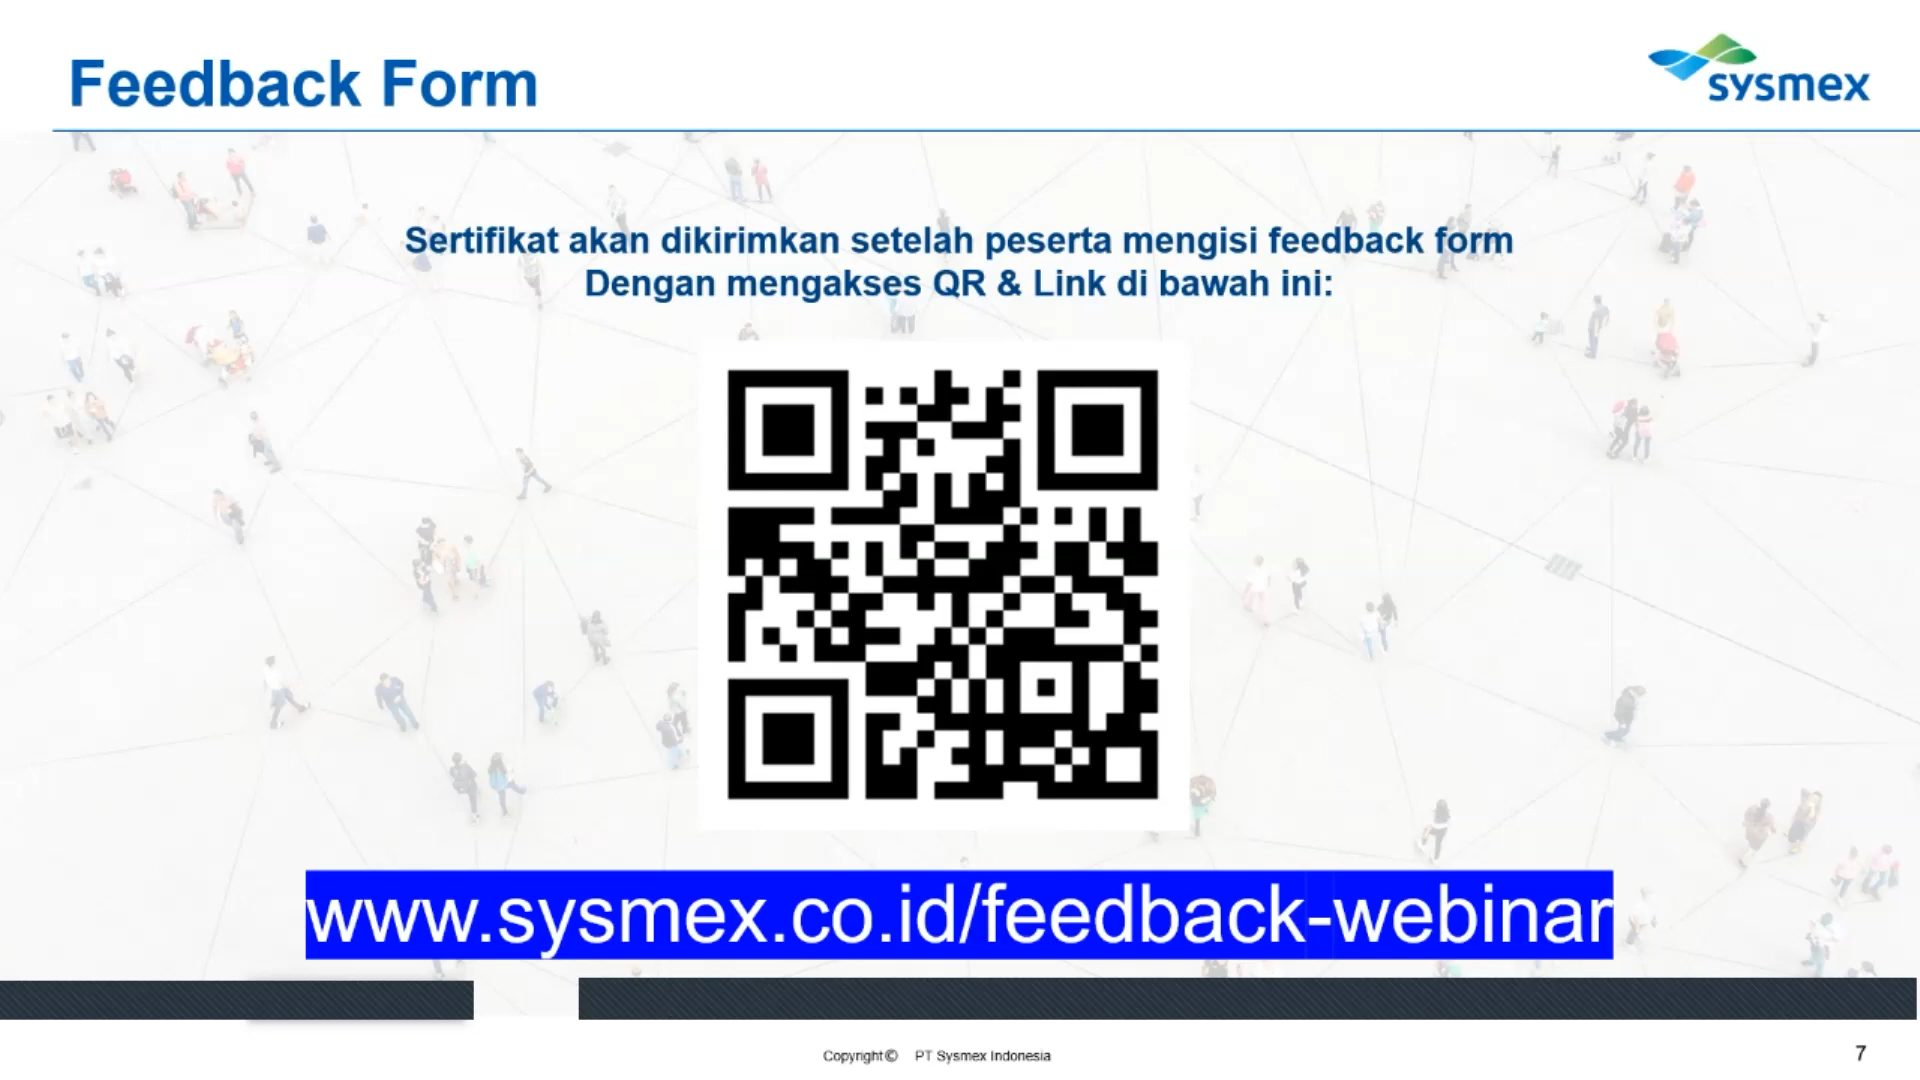 Feedback Form
sysmex
Sertifikat akan dikirimkan setelah peserta mengisi feedback form
Dengan mengakses QR & Link di bawah ini:
www.sysmex.co.id/feedback-webinar
Copyright© PT Sysmex Indonesia
7